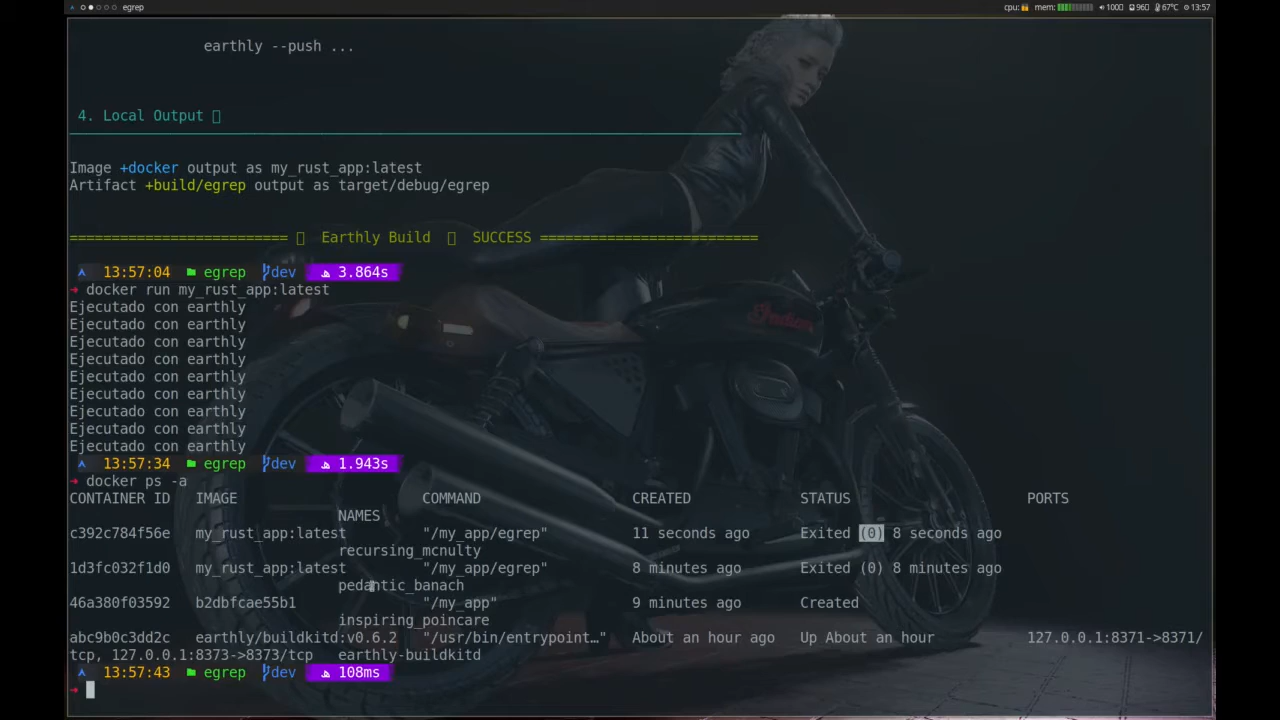 egrep
cpu: mem: 100 96 67°C 13:57
earthly --push ...
4. Local Output
Image +docker output as my_rust_app:latest
Artifact +build/egrep output as target/debug/egrep
========================== Earthly Build SUCCESS ==========================
13:57:04 egrep dev 3.864s
→ docker run my_rust_app:latest
Ejecutado con earthly
Ejecutado con earthly
Ejecutado con earthly
Ejecutado con earthly
Ejecutado con earthly
Ejecutado con earthly
Ejecutado con earthly
Ejecutado con earthly
Ejecutado con earthly
13:57:34 egrep dev 1.943s
→ docker ps -a
CONTAINER ID IMAGE COMMAND CREATED STATUS PORTS
NAMES
c392c784f56e my_rust_app:latest "/my_app/egrep" 11 seconds ago Exited (0) 8 seconds ago
recursing_mcnulty
1d3fc032f1d0 my_rust_app:latest "/my_app/egrep" 8 minutes ago Exited (0) 8 minutes ago
pedantic_banach
46a380f03592 b2dbfcae55b1 "/my_app" 9 minutes ago Created
inspiring_poincare
abc9b0c3dd2c earthly/buildkitd:v0.6.2 "/usr/bin/entrypoint…" About an hour ago Up About an hour 127.0.0.1:8371->8371/
tcp, 127.0.0.1:8373->8373/tcp earthly-buildkitd
13:57:43 egrep dev 108ms
→
Indian